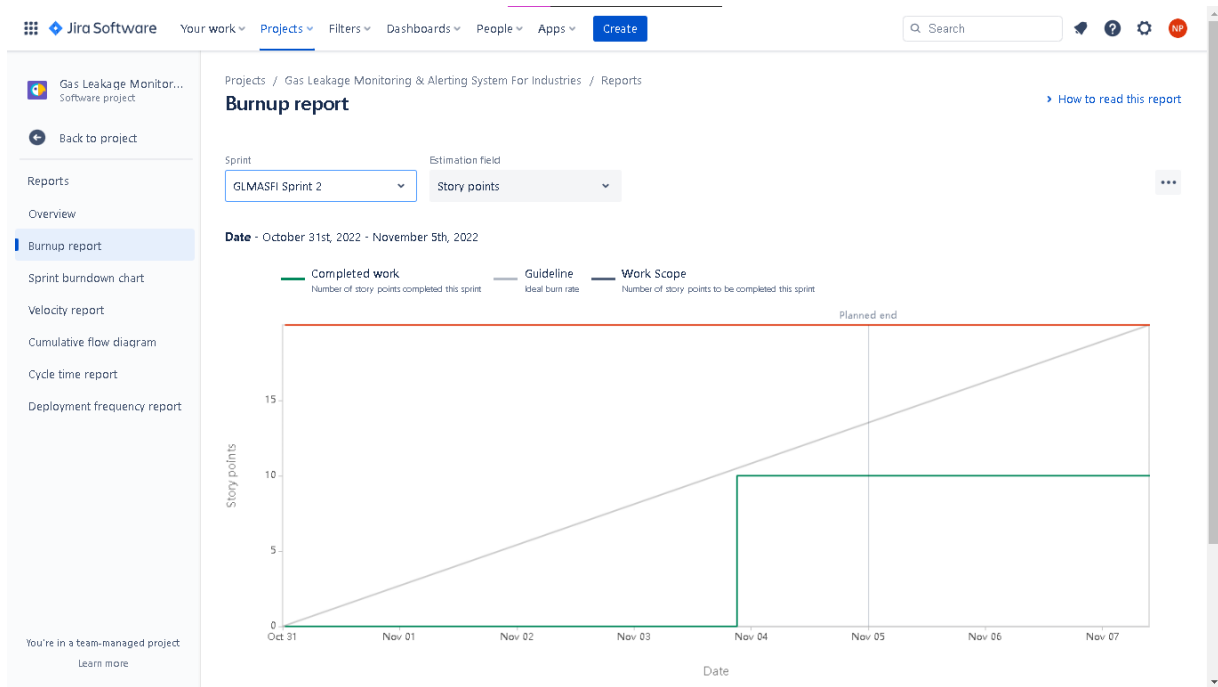 Jira Software Your work Projects Filters Dashboards People Apps Create Search NP
Gas Leakage Monitor...
Software project
Back to project
Reports
Overview
Burnup report
Sprint burndown chart
Velocity report
Cumulative flow diagram
Cycle time report
Deployment frequency report
You're in a team-managed project
Learn more
Projects / Gas Leakage Monitoring & Alerting System For Industries / Reports
Burnup report
How to read this report
Sprint Estimation field
GLMASFI Sprint 2 Story points
Date - October 31st, 2022 - November 5th, 2022
Completed work Guideline Work Scope
Number of story points completed this sprint Ideal burn rate Number of story points to be completed this sprint
Planned end
15
10
5
0
Story points
Oct 31 Nov 01 Nov 02 Nov 03 Nov 04 Nov 05 Nov 06 Nov 07
Date